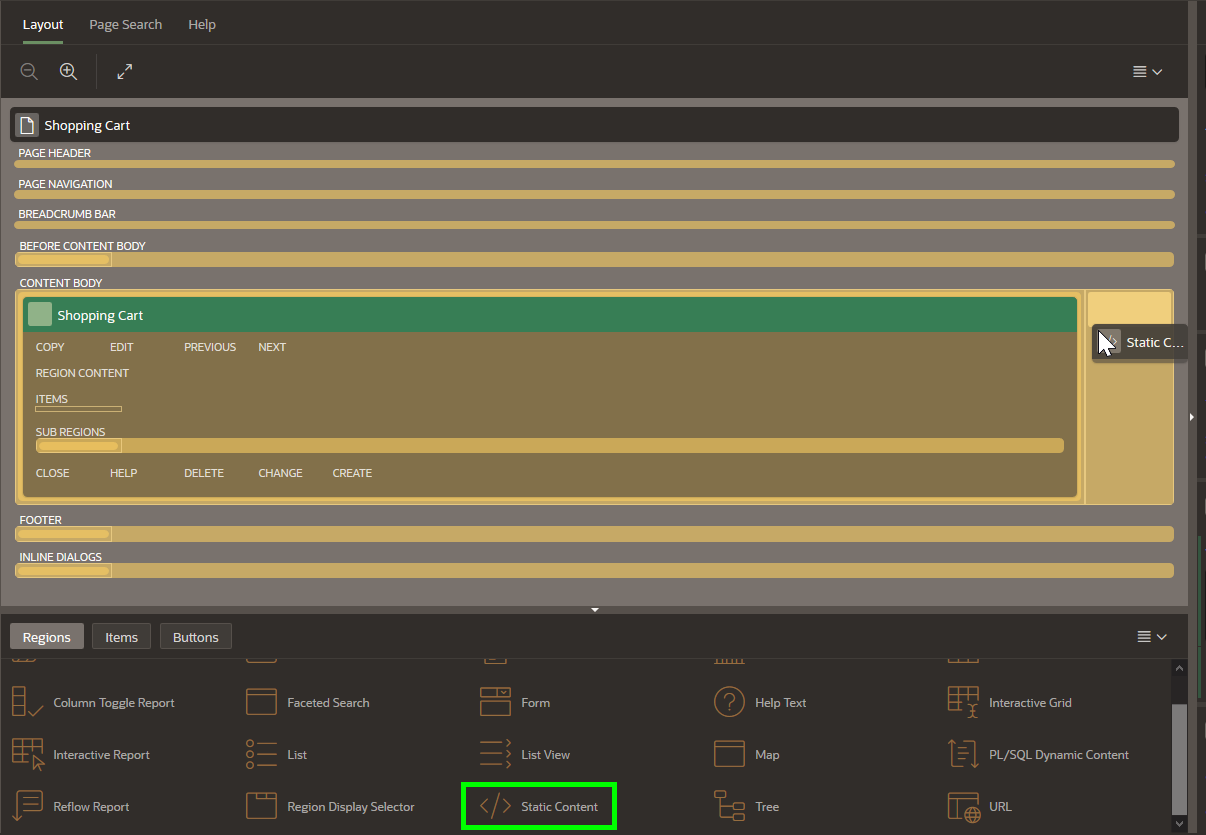 Layout Page Search Help
Shopping Cart
PAGE HEADER
PAGE NAVIGATION
BREADCRUMB BAR
BEFORE CONTENT BODY
CONTENT BODY
Shopping Cart
Static C...
COPY EDIT PREVIOUS NEXT
REGION CONTENT
ITEMS
SUB REGIONS
CLOSE HELP DELETE CHANGE CREATE
FOOTER
INLINE DIALOGS
Regions Items Buttons
Column Toggle Report Faceted Search Form Help Text Interactive Grid
Interactive Report List List View Map PL/SQL Dynamic Content
Reflow Report Region Display Selector Static Content Tree URL